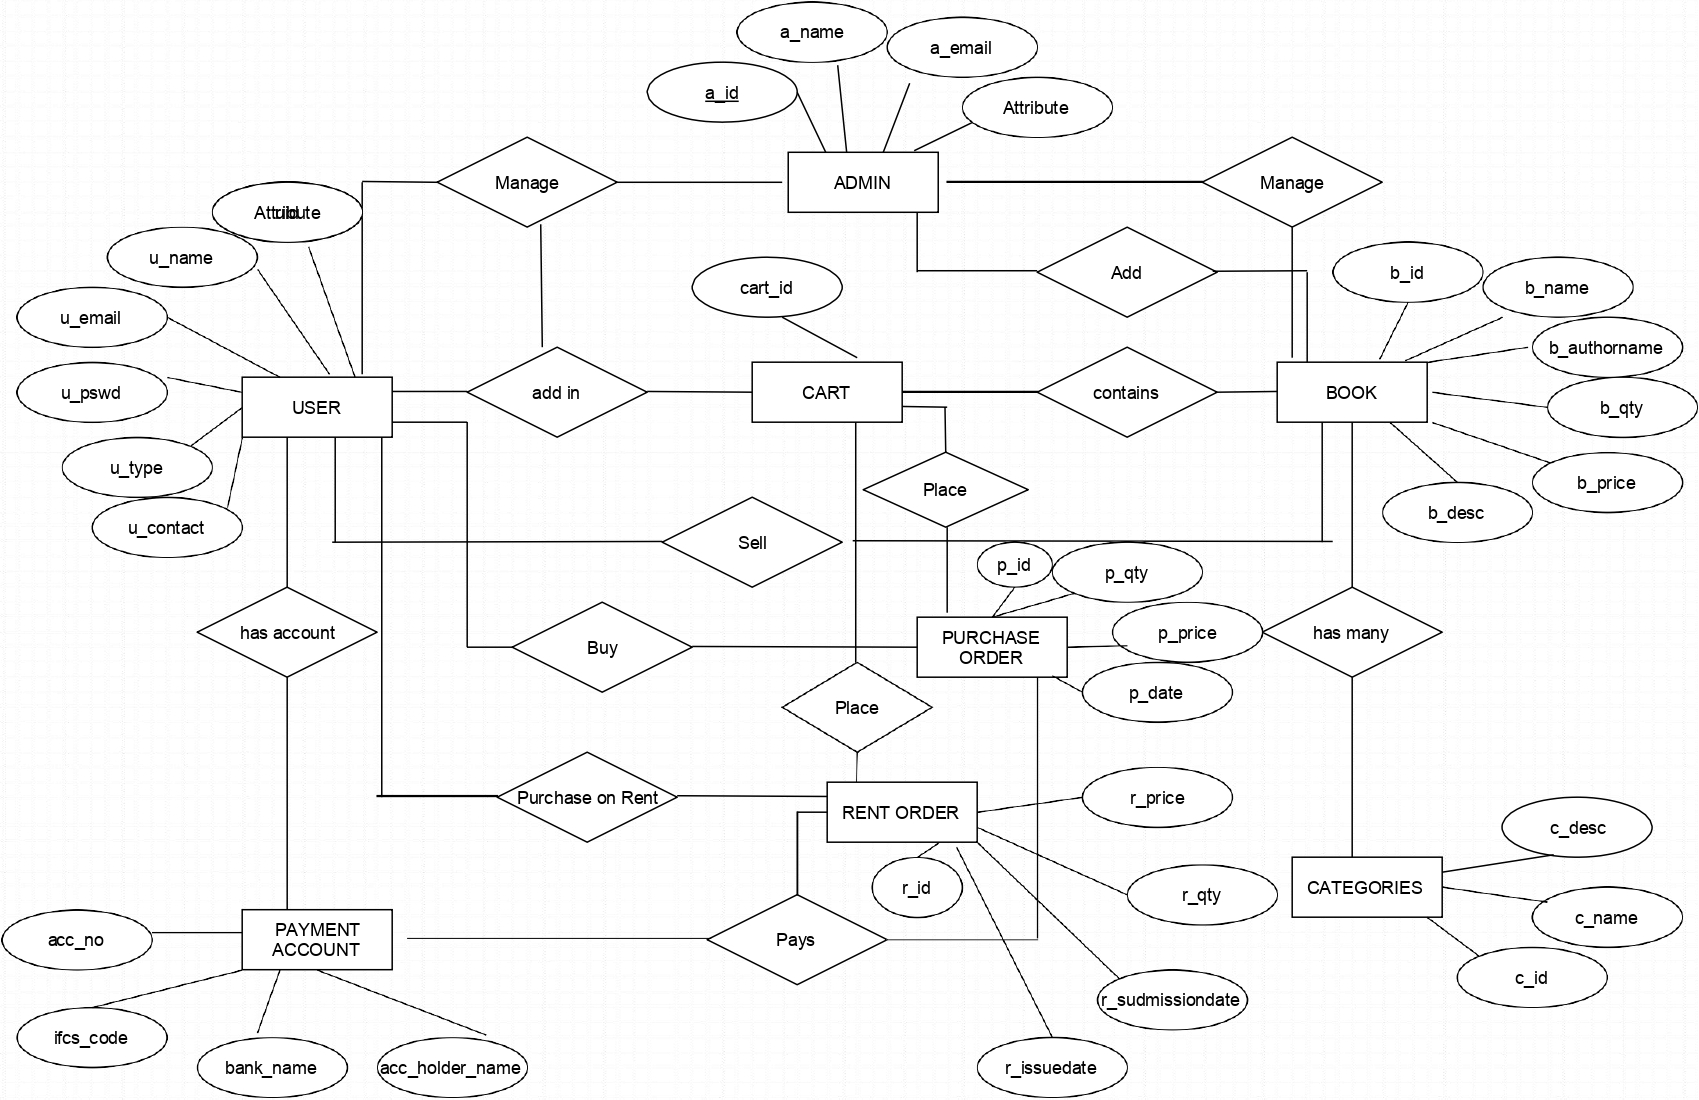 a_name
a_email
a_id
Attribute
Manage
ADMIN
Manage
Attribute
uid
u_name
Add
b_id
cart_id
b_name
u_email
b_authorname
u_pswd
USER
add in
CART
contains
BOOK
b_qty
u_type
Place
b_price
u_contact
b_desc
Sell
p_id
p_qty
has account
Buy
PURCHASE
ORDER
p_price
has many
p_date
Place
Purchase on Rent
RENT ORDER
r_price
c_desc
r_id
r_qty
CATEGORIES
c_name
acc_no
PAYMENT
ACCOUNT
Pays
c_id
r_sudmissiondate
ifcs_code
bank_name
acc_holder_name
r_issuedate